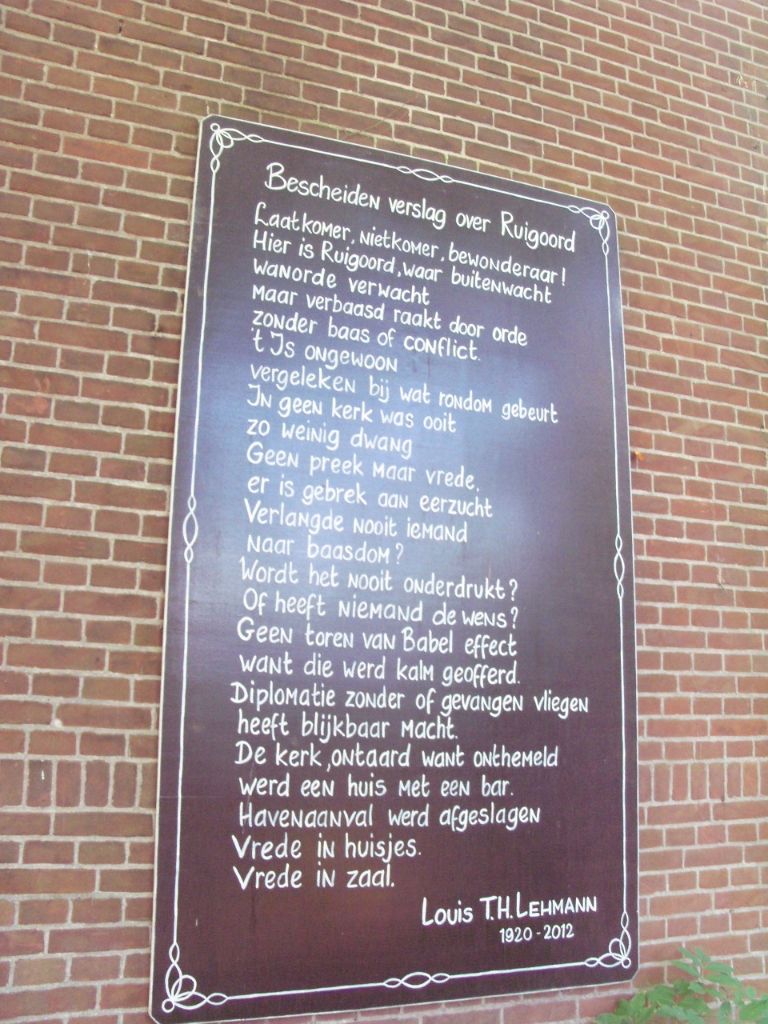 Bescheiden verslag over Ruigoord
Laatkomer, nietkomer, bewonderaar!
Hier is Ruigoord, waar buitenwacht
wanorde verwacht
maar verbaasd raakt door orde
zonder baas of conflict.
't Is ongewoon
vergeleken bij wat rondom gebeurt
In geen kerk was ooit
zo weinig dwang
Geen preek maar vrede.
er is gebrek aan eerzucht
Verlangde nooit iemand
naar baasdom?
Wordt het nooit onderdrukt?
Of heeft niemand de wens?
Geen toren van Babel effect
want die werd kalm geofferd.
Diplomatie zonder of gevangen vliegen
heeft blijkbaar macht.
De kerk, ontaard want onthemeld
werd een huis met een bar.
Havenaanval werd afgeslagen
Vrede in huisjes.
Vrede in zaal.
Louis T.H. Lehmann
1920 - 2012